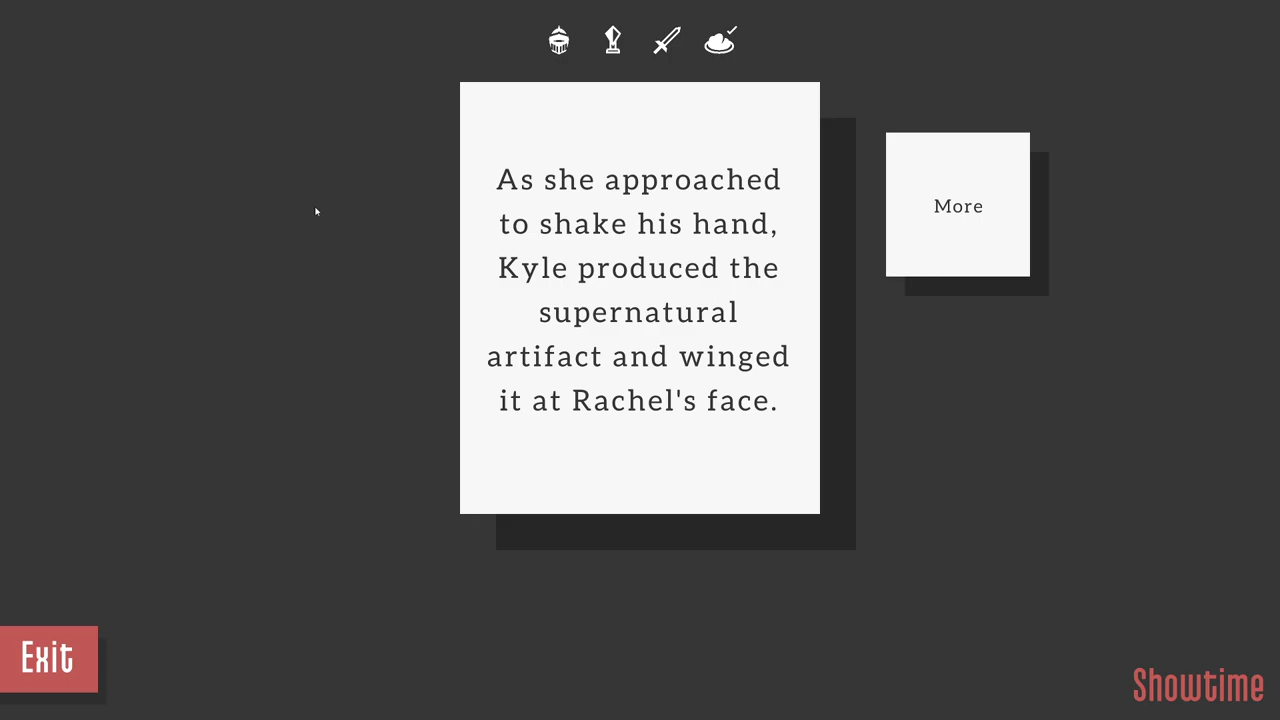 As she approached
to shake his hand,
Kyle produced the
supernatural
artifact and winged
it at Rachel's face.
More
Exit
Showtime